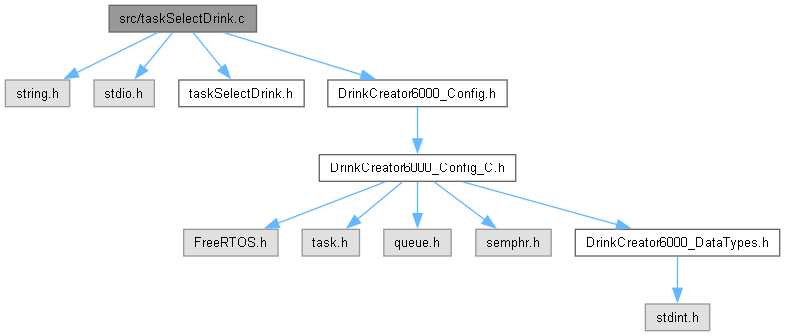 src/taskSelectDrink.c
string.h
stdio.h
taskSelectDrink.h
DrinkCreator6000_Config.h
DrinkCreator6000_Config_C.h
FreeRTOS.h
task.h
queue.h
semphr.h
DrinkCreator6000_DataTypes.h
stdint.h